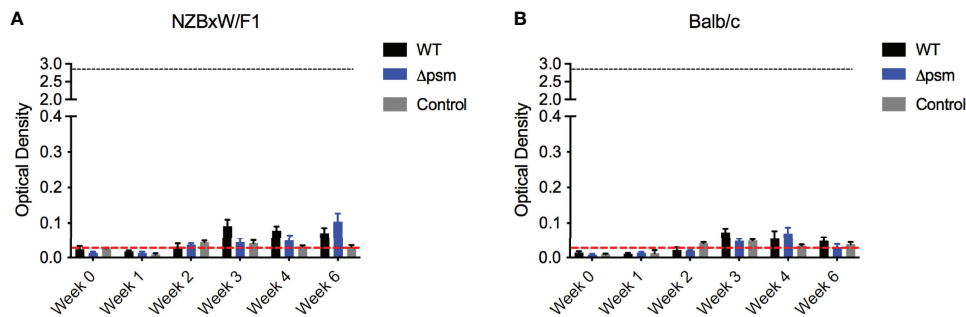 A
NZBxW/F1
WT
Δpsm
Control
Optical Density
3.0
2.5
2.0
0.4
0.3
0.2
0.1
0.0
Week 0
Week 1
Week 2
Week 3
Week 4
Week 6
B
Balb/c
WT
Δpsm
Control
Optical Density
3.0
2.5
2.0
0.4
0.3
0.2
0.1
0.0
Week 0
Week 1
Week 2
Week 3
Week 4
Week 6